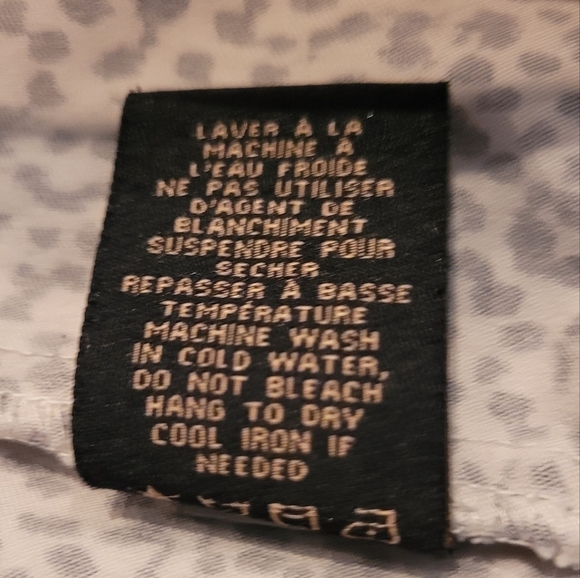 LAVER À LA
MACHINE À
L'EAU FROIDE
NE PAS UTILISER
D'AGENT DE
BLANCHIMENT
SUSPENDRE POUR
SECHER
REPASSER À BASSE
TEMPÉRATURE
MACHINE WASH
IN COLD WATER,
DO NOT BLEACH
HANG TO DRY
COOL IRON IF
NEEDED